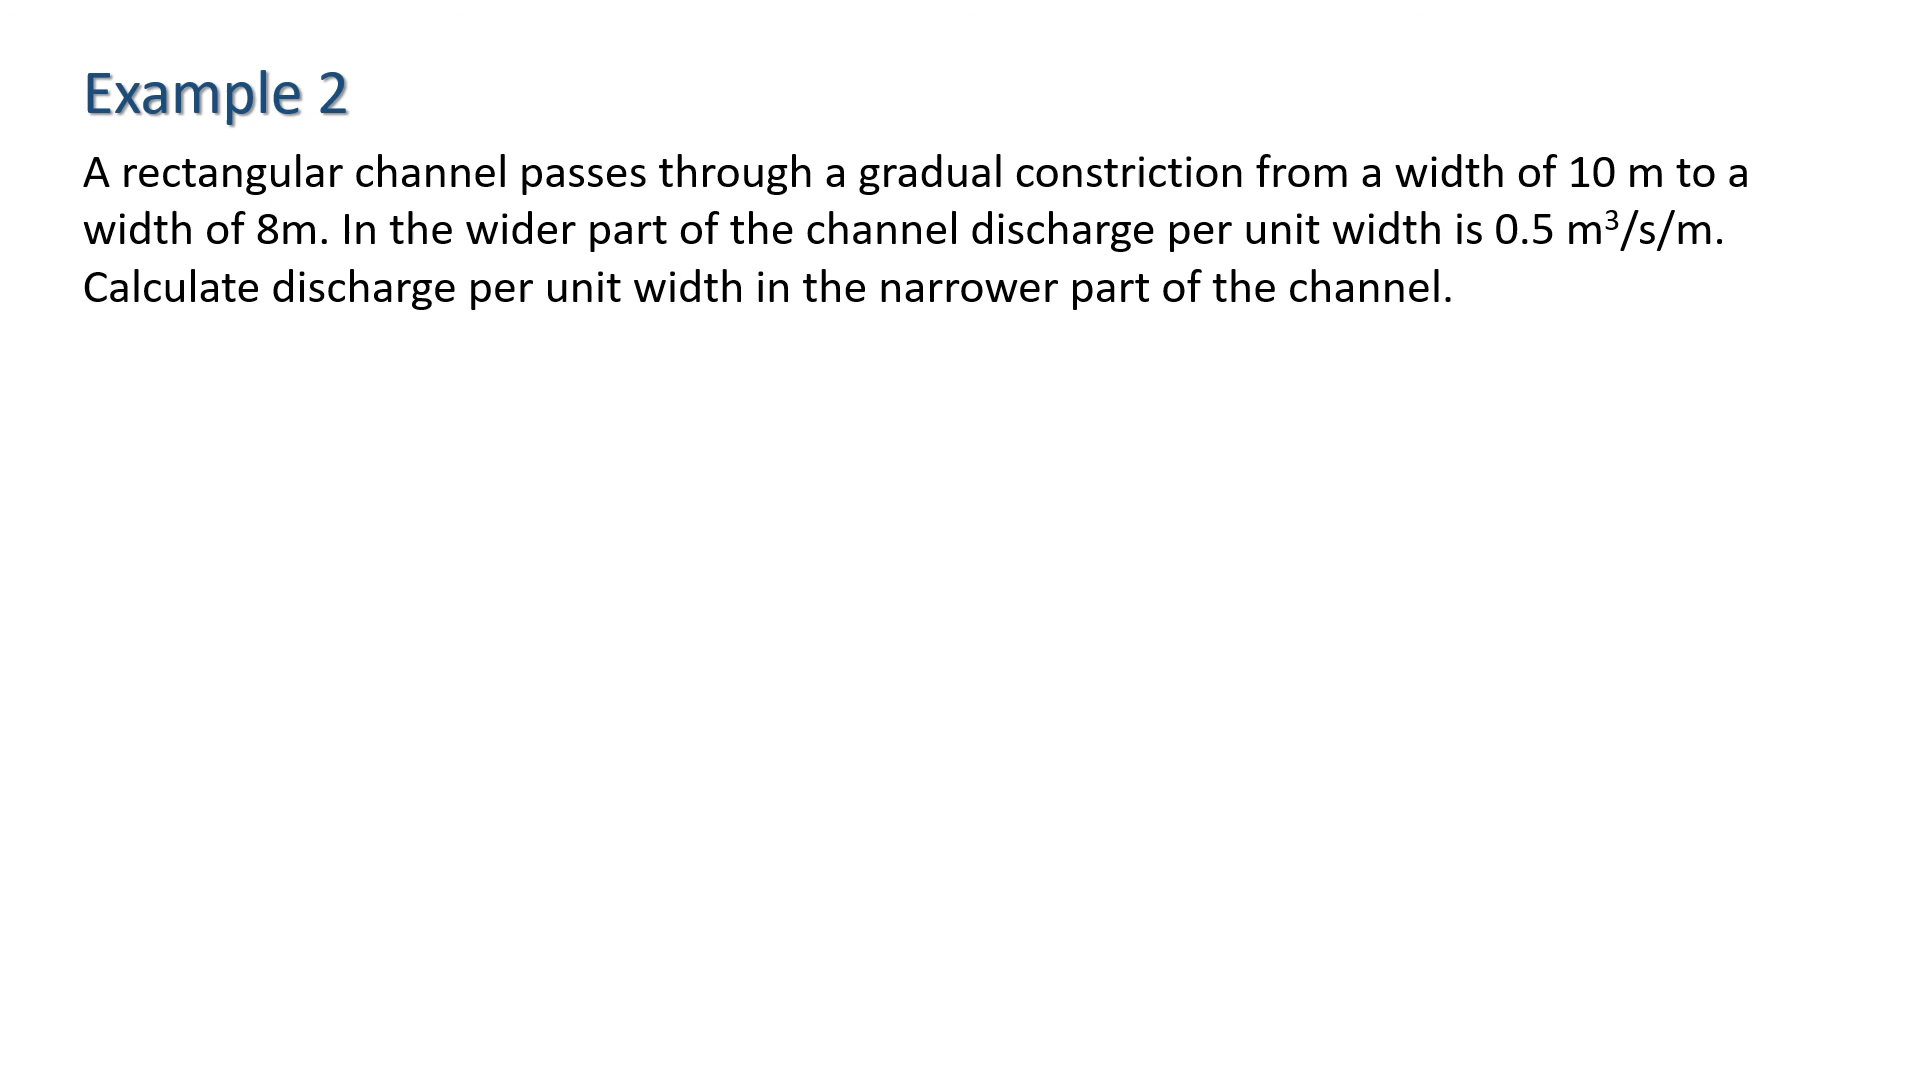 Example 2
A rectangular channel passes through a gradual constriction from a width of 10 m to a
width of 8m. In the wider part of the channel discharge per unit width is 0.5 m³/s/m.
Calculate discharge per unit width in the narrower part of the channel.